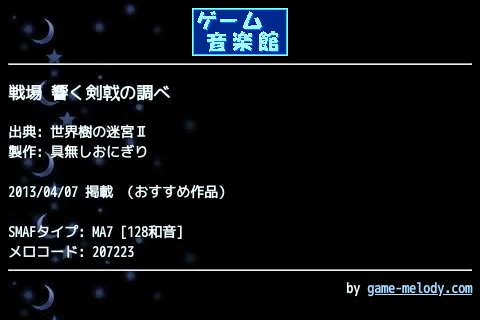 ゲーム
音楽館
戦場 響く剣戟の調べ
出典: 世界樹の迷宮Ⅱ
製作: 具無しおにぎり
2013/04/07 掲載 (おすすめ作品)
SMAFタイプ: MA7 [128和音]
メロコード: 207223
by game-melody.com